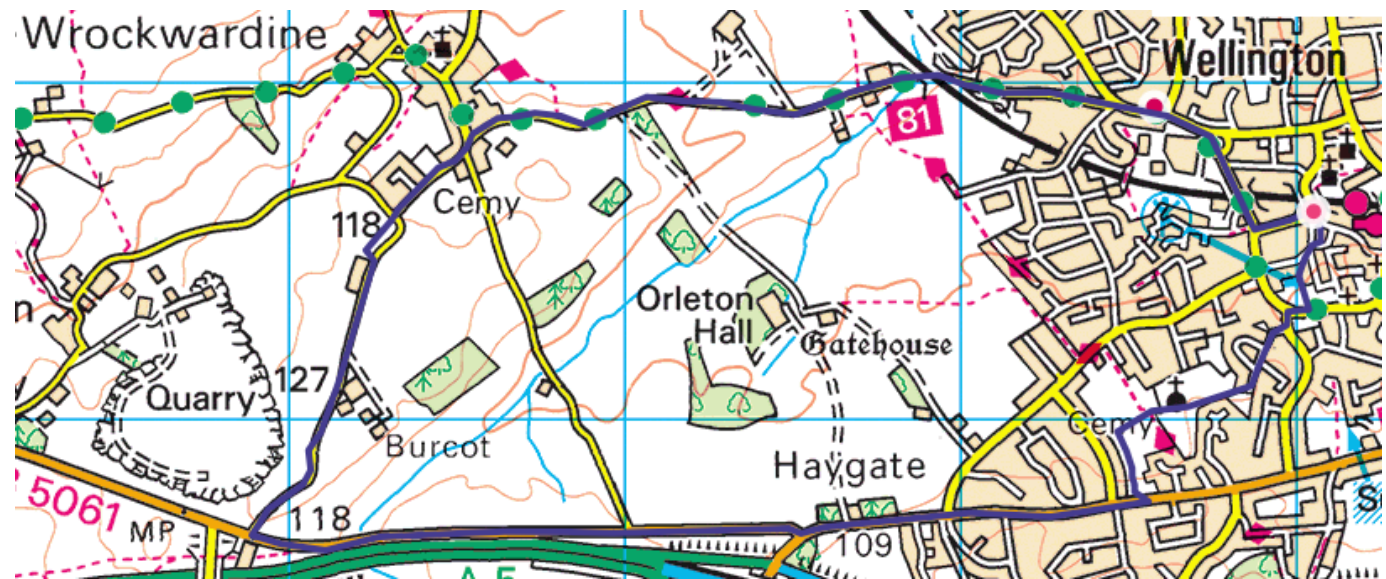 Wrockwardine
Wellington
81
Cemy
118
Orleton
Hall
Gatehouse
n
127
Quarry
y
Burcot
Cemy
Haygate
5061
MP
118
109
A 5
S